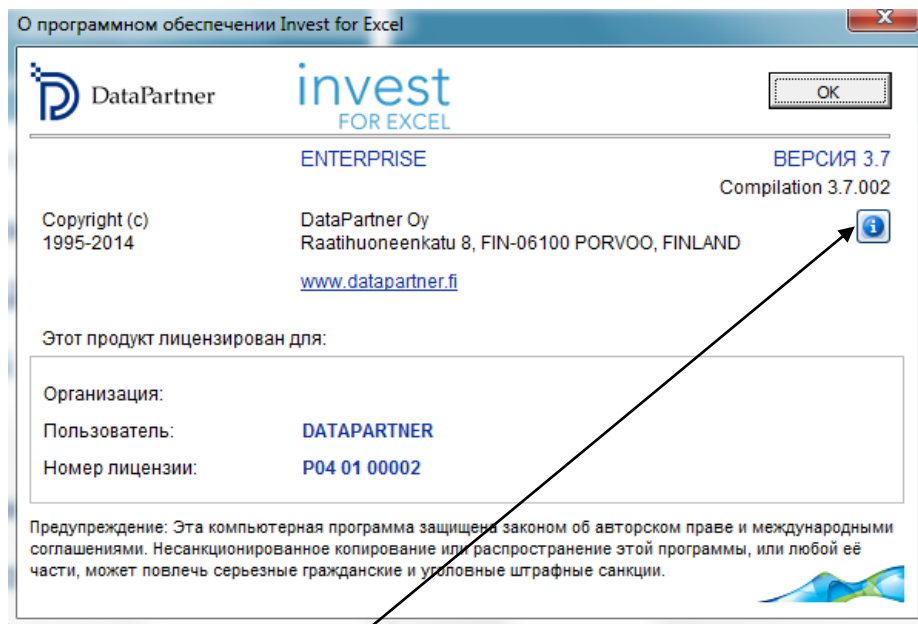 О программном обеспечении Invest for Excel
DataPartner
invest
FOR EXCEL
OK
ENTERPRISE
ВЕРСИЯ 3.7
Compilation 3.7.002
Copyright (c)
1995-2014
DataPartner Oy
Raatihuoneenkatu 8, FIN-06100 PORVOO, FINLAND
www.datapartner.fi
Этот продукт лицензирован для:
Организация:
Пользователь: DATAPARTNER
Номер лицензии: P04 01 00002
Предупреждение: Эта компьютерная программа защищена законом об авторском праве и международными
соглашениями. Несанкционированное копирование или распространение этой программы, или любой её
части, может повлечь серьезные гражданские и уголовные штрафные санкции.